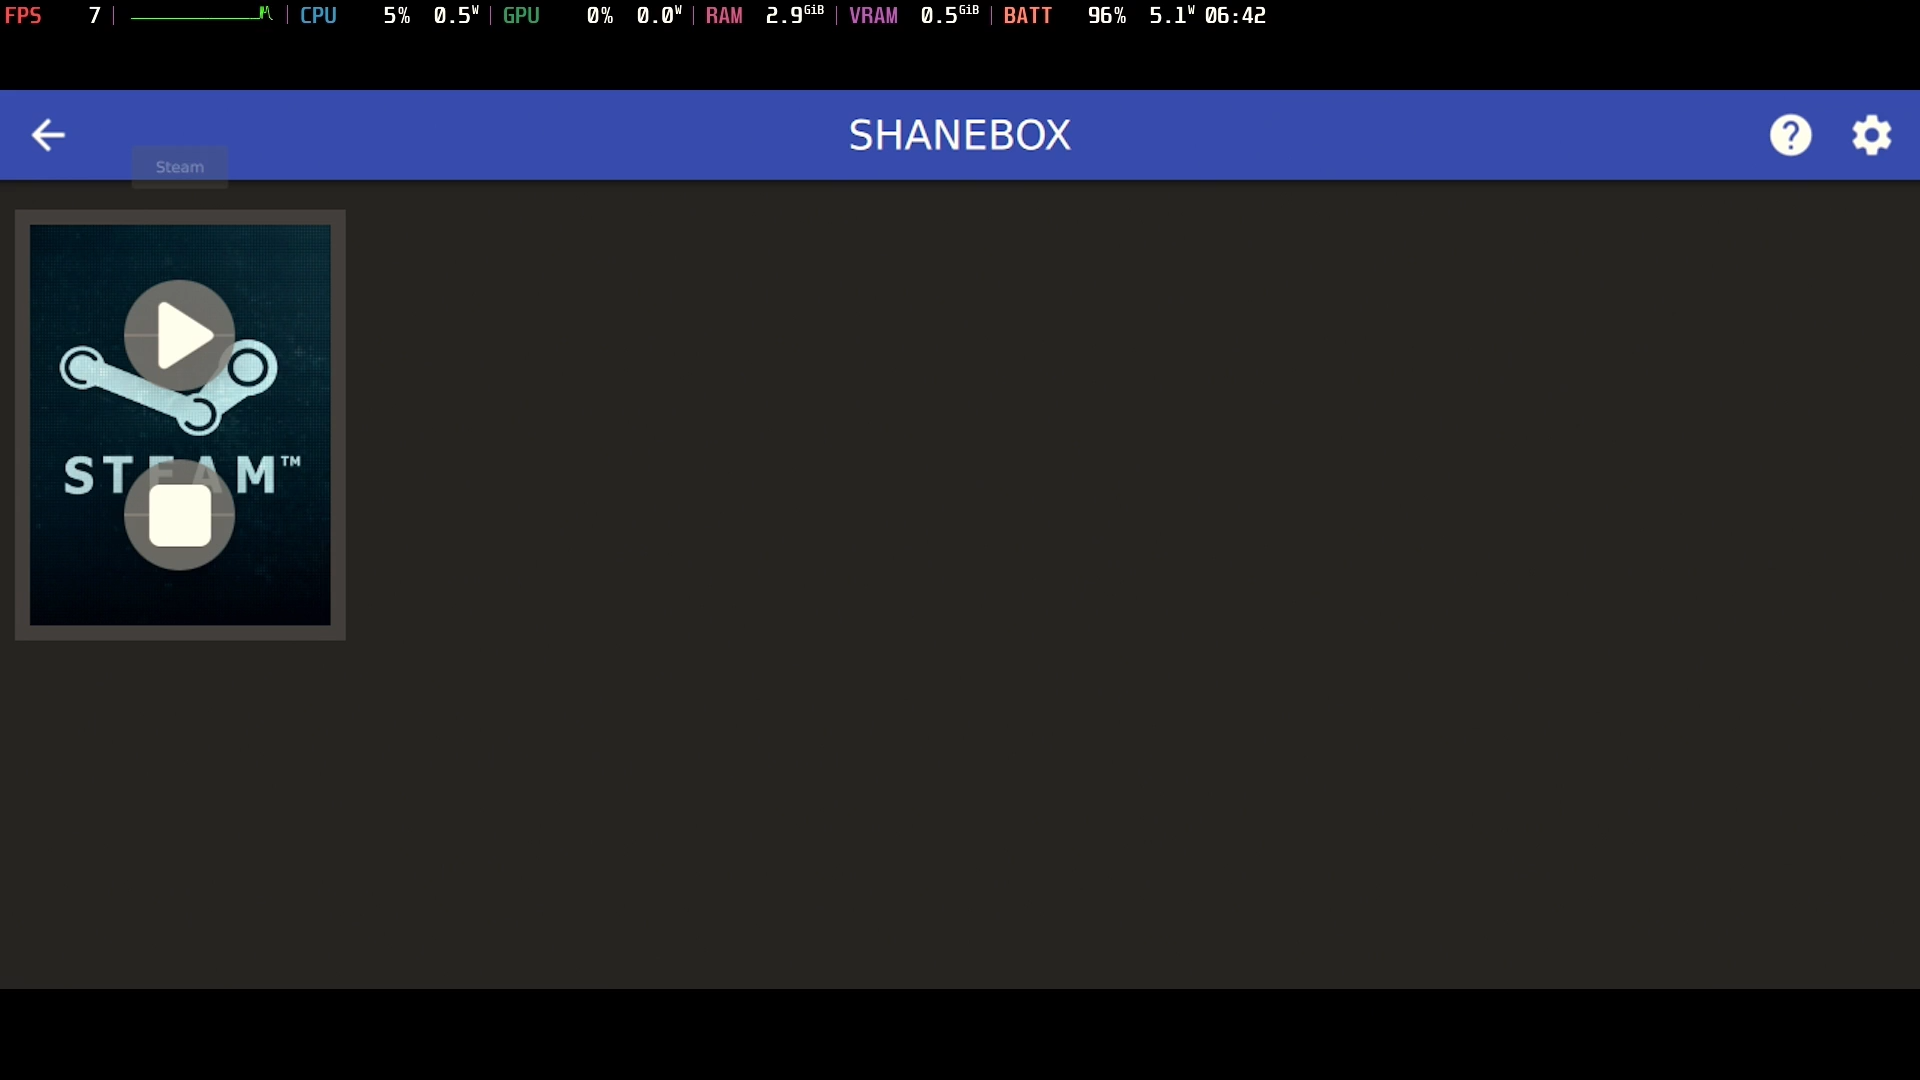 FPS 7 CPU 5% 0.5W GPU 0% 0.0W RAM 2.9GiB VRAM 0.5GiB BATT 96% 5.1W 06:42
SHANEBOX
Steam
STEAM™